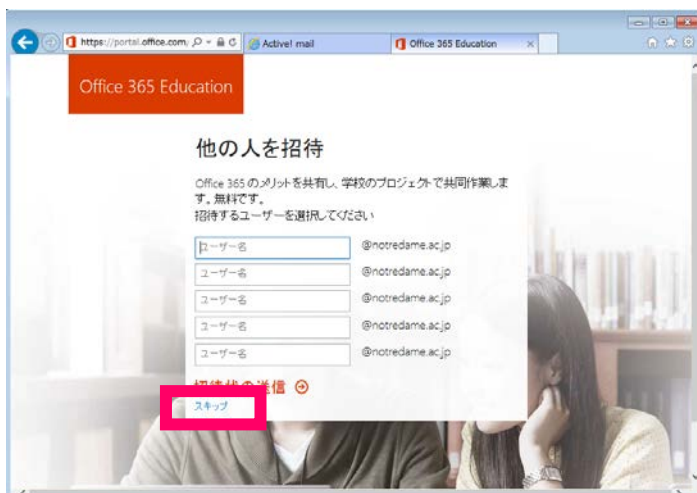 https://portal.office.com/
Active! mail
Office 365 Education
Office 365 Education
他の人を招待
Office 365 のメリットを共有し、学校のプロジェクトで共同作業しま
す。無料です。
招待するユーザーを選択してください
ユーザー名 @notredame.ac.jp
ユーザー名 @notredame.ac.jp
ユーザー名 @notredame.ac.jp
ユーザー名 @notredame.ac.jp
ユーザー名 @notredame.ac.jp
招待状の送信
スキップ